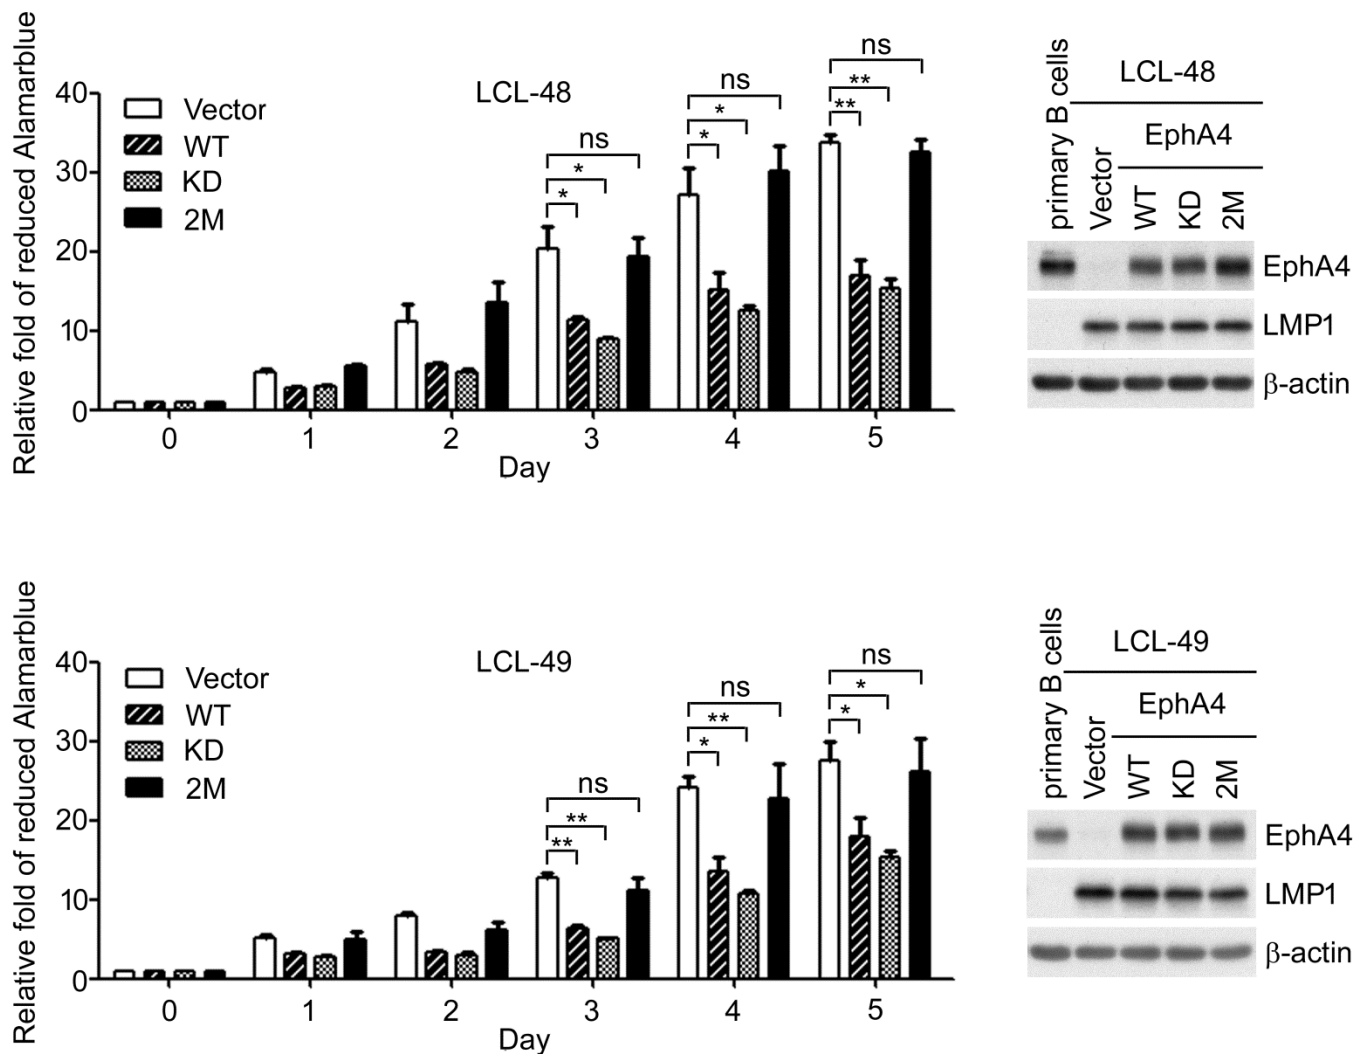 LCL-48
Relative fold of reduced Alamarblue
40
30
20
10
0
Vector
WT
KD
2M
ns
*
*
ns
*
*
ns
**
**
0 1 2 3 4 5
Day
primary B cells
LCL-48
EphA4
Vector
WT
KD
2M
EphA4
LMP1
β-actin
LCL-49
Relative fold of reduced Alamarblue
40
30
20
10
0
Vector
WT
KD
2M
ns
**
**
ns
**
*
ns
*
*
0 1 2 3 4 5
Day
primary B cells
LCL-49
EphA4
Vector
WT
KD
2M
EphA4
LMP1
β-actin